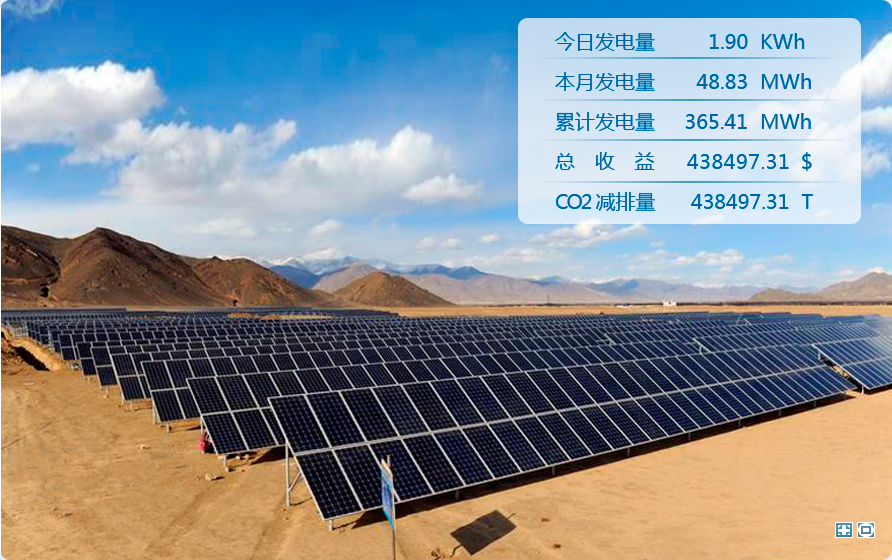 今日发电量 1.90 KWh
本月发电量 48.83 MWh
累计发电量 365.41 MWh
总 收 益 438497.31 $
CO2 减排量 438497.31 T